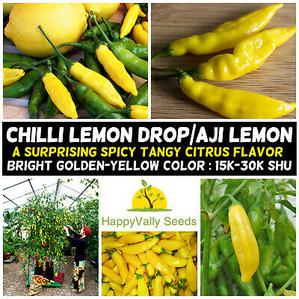 CHILLI LEMON DROP/AJI LEMON
A SURPRISING SPICY TANGY CITRUS FLAVOR
BRIGHT GOLDEN-YELLOW COLOR : 15K-30K SHU
HappyVally Seeds